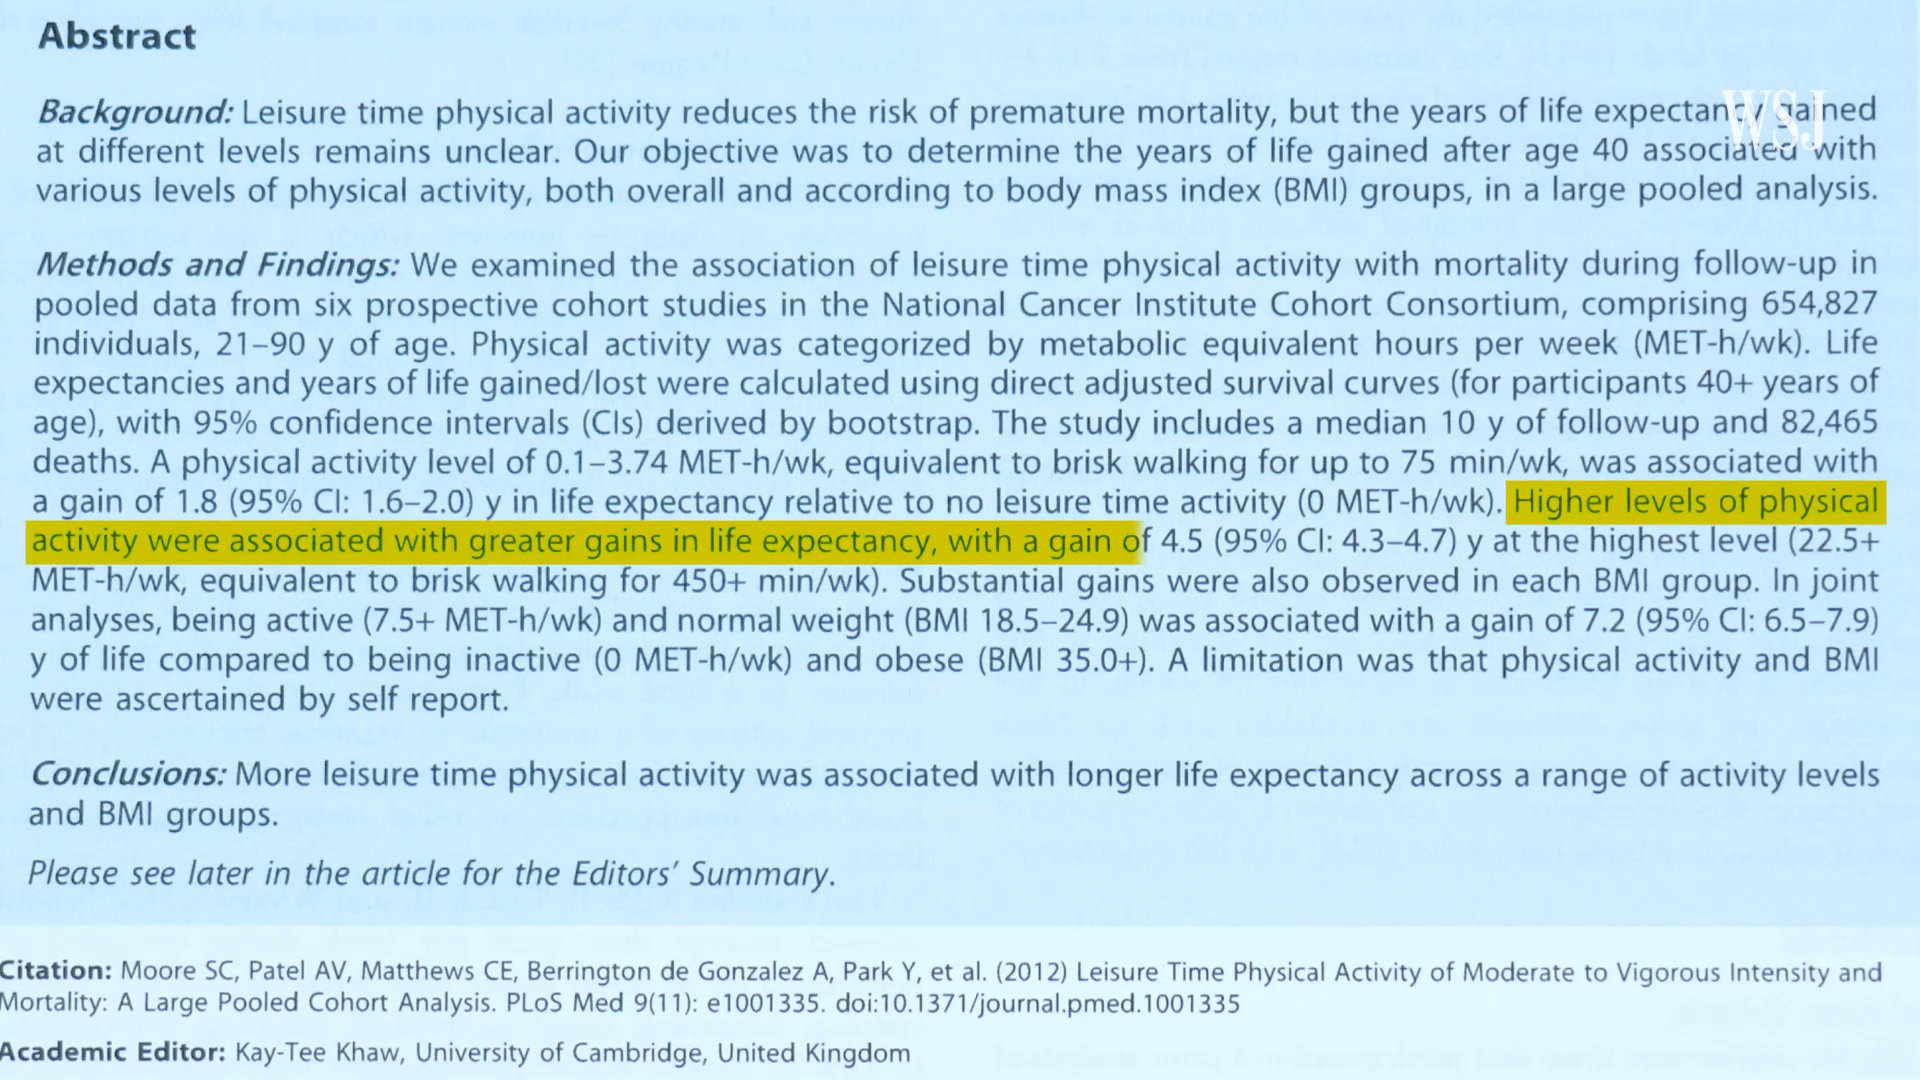 Abstract
Background: Leisure time physical activity reduces the risk of premature mortality, but the years of life expectancy gained
at different levels remains unclear. Our objective was to determine the years of life gained after age 40 associated with
various levels of physical activity, both overall and according to body mass index (BMI) groups, in a large pooled analysis.
WSJ
Methods and Findings: We examined the association of leisure time physical activity with mortality during follow-up in
pooled data from six prospective cohort studies in the National Cancer Institute Cohort Consortium, comprising 654,827
individuals, 21–90 y of age. Physical activity was categorized by metabolic equivalent hours per week (MET-h/wk). Life
expectancies and years of life gained/lost were calculated using direct adjusted survival curves (for participants 40+ years of
age), with 95% confidence intervals (CIs) derived by bootstrap. The study includes a median 10 y of follow-up and 82,465
deaths. A physical activity level of 0.1–3.74 MET-h/wk, equivalent to brisk walking for up to 75 min/wk, was associated with
a gain of 1.8 (95% CI: 1.6–2.0) y in life expectancy relative to no leisure time activity (0 MET-h/wk). Higher levels of physical
activity were associated with greater gains in life expectancy, with a gain of 4.5 (95% CI: 4.3–4.7) y at the highest level (22.5+
MET-h/wk, equivalent to brisk walking for 450+ min/wk). Substantial gains were also observed in each BMI group. In joint
analyses, being active (7.5+ MET-h/wk) and normal weight (BMI 18.5–24.9) was associated with a gain of 7.2 (95% CI: 6.5–7.9)
y of life compared to being inactive (0 MET-h/wk) and obese (BMI 35.0+). A limitation was that physical activity and BMI
were ascertained by self report.
Conclusions: More leisure time physical activity was associated with longer life expectancy across a range of activity levels
and BMI groups.
Please see later in the article for the Editors' Summary.
Citation: Moore SC, Patel AV, Matthews CE, Berrington de Gonzalez A, Park Y, et al. (2012) Leisure Time Physical Activity of Moderate to Vigorous Intensity and
Mortality: A Large Pooled Cohort Analysis. PLoS Med 9(11): e1001335. doi:10.1371/journal.pmed.1001335
Academic Editor: Kay-Tee Khaw, University of Cambridge, United Kingdom